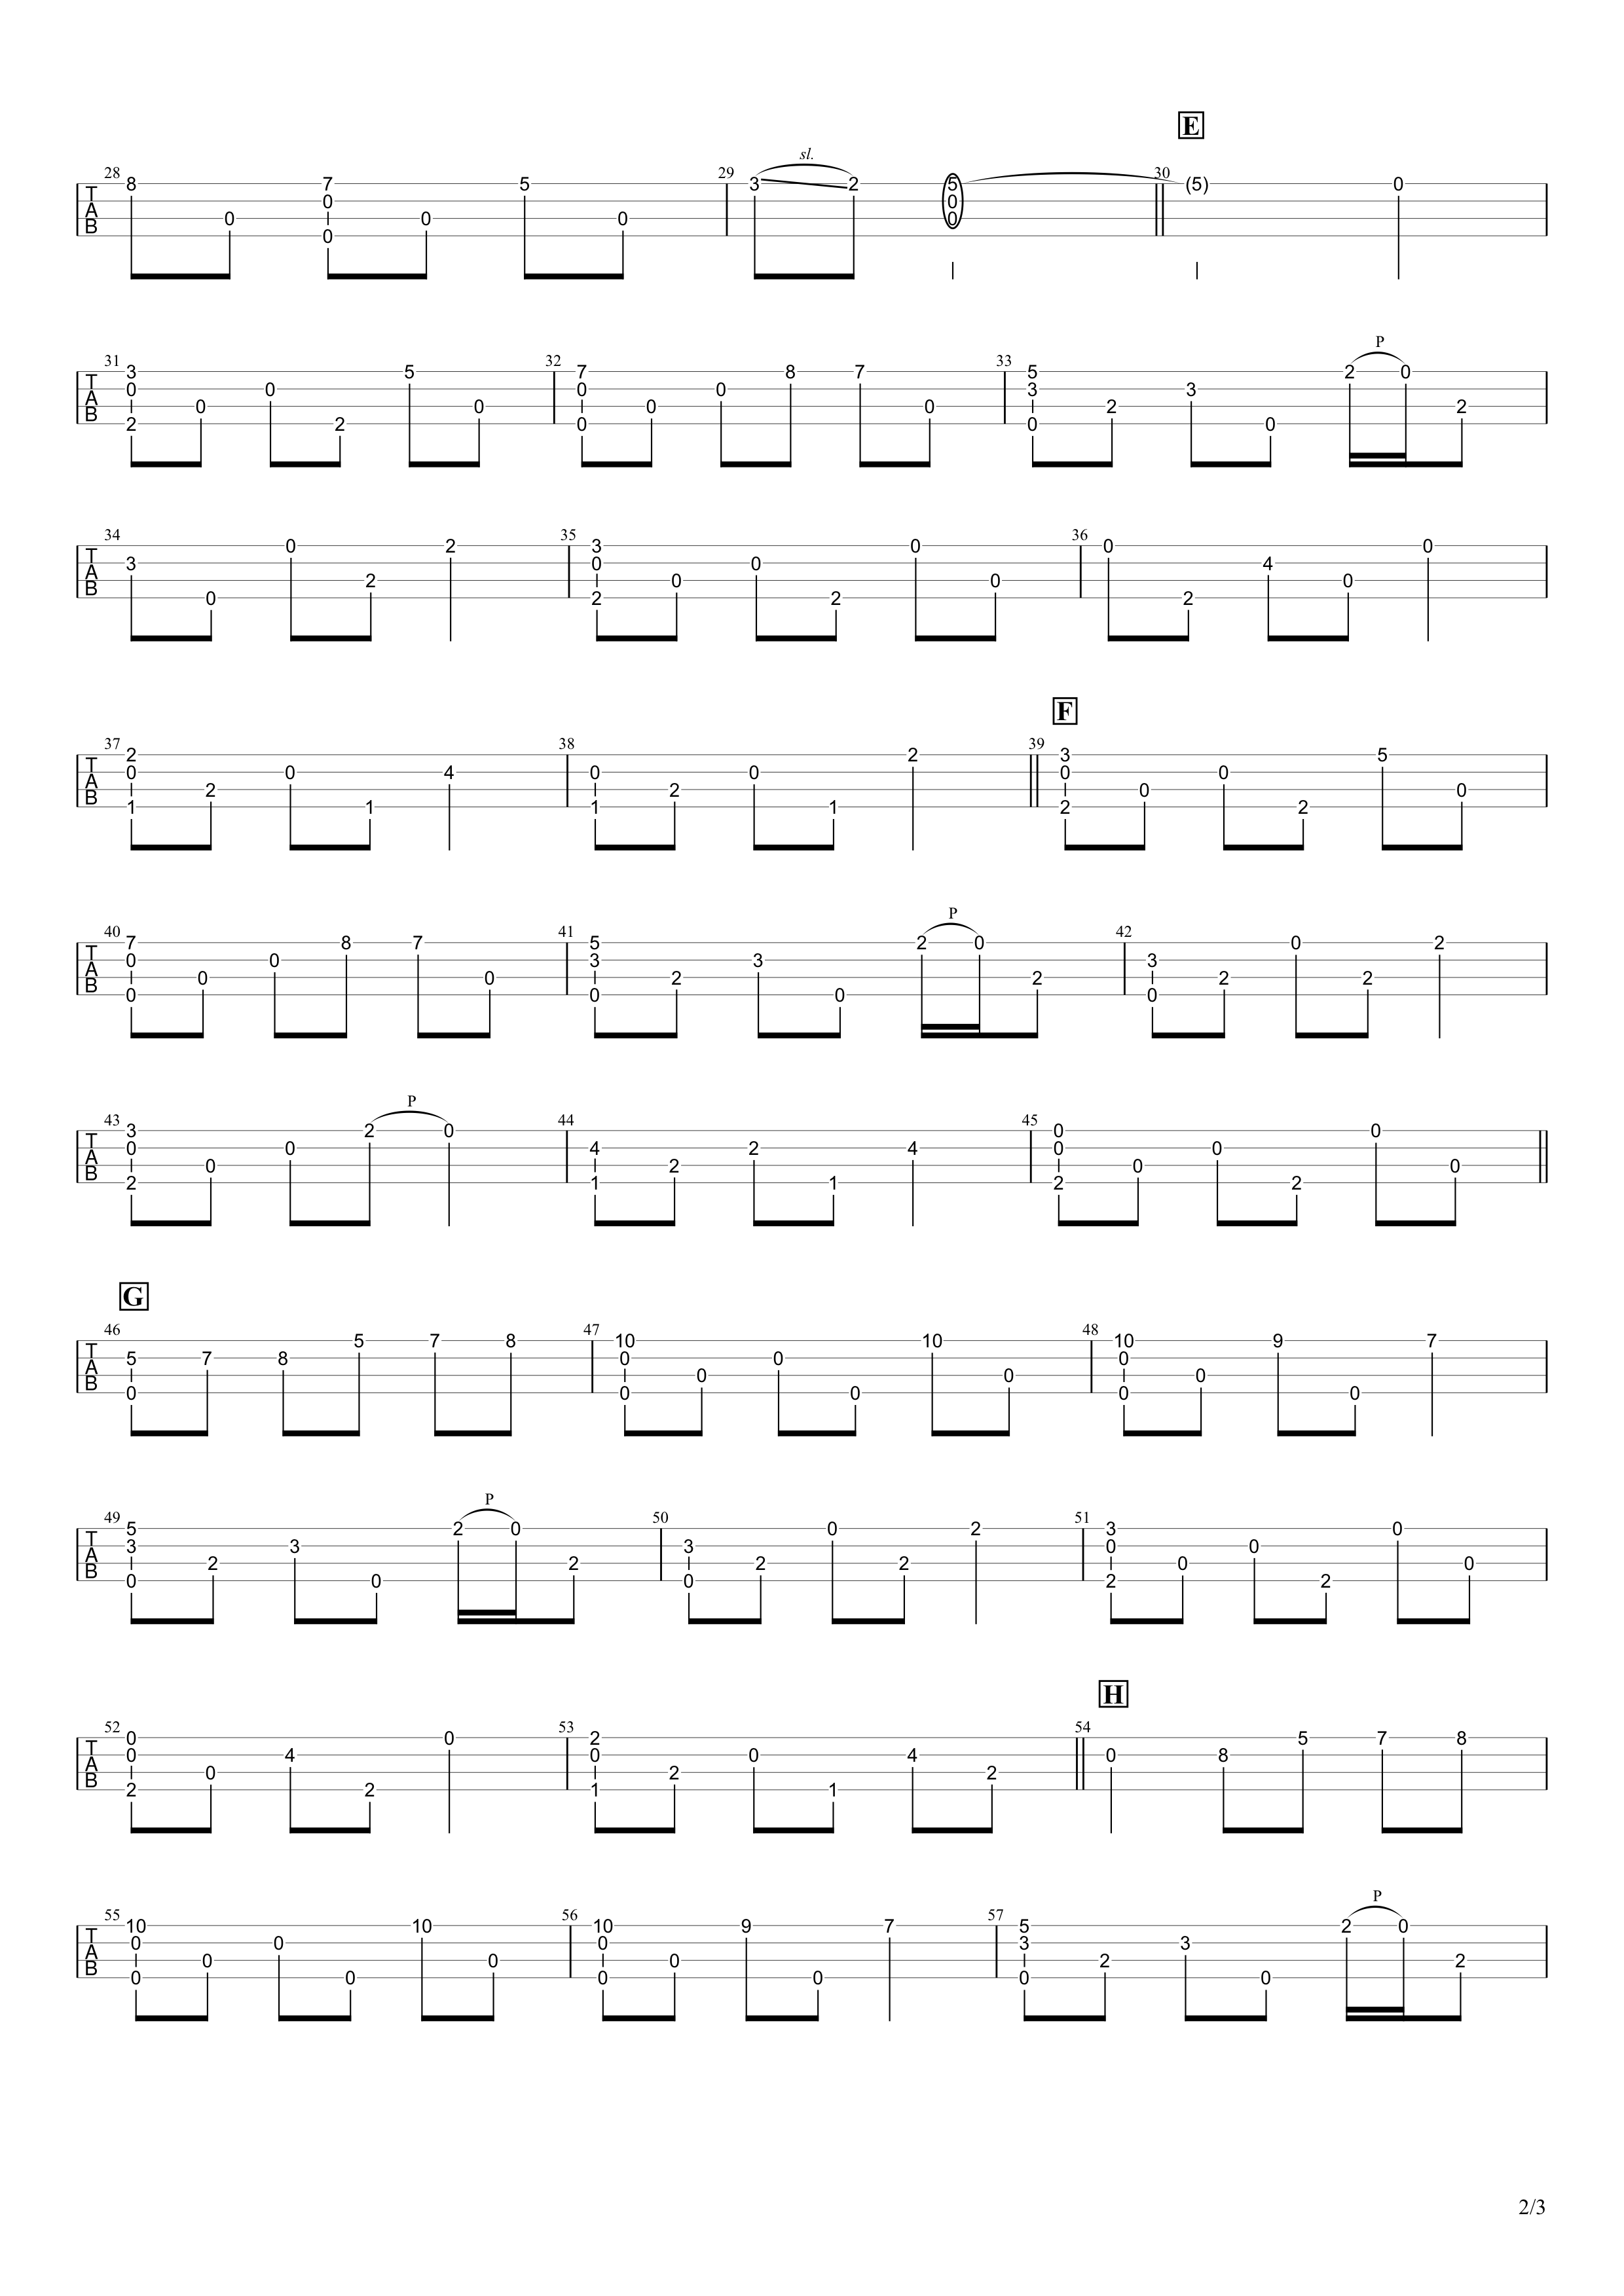 E
sl.
28 8 0 7 0 0 0 5 0 29 3 2 5 0 0 30 (5) 0
T A B
P
31 3 0 2 0 0 2 5 0 32 7 0 0 0 0 8 7 0 33 5 3 0 2 3 0 2 0 2
T A B
34 3 0 0 2 2 35 3 0 2 0 0 2 0 0 36 0 2 4 0 0
T A B
F
37 2 0 1 2 0 1 4 38 0 1 2 0 1 2 39 3 0 2 0 0 2 5 0
T A B
P
40 7 0 0 0 0 8 7 0 41 5 3 0 2 3 0 2 0 2 42 3 0 2 0 2 2
T A B
P
43 3 0 2 0 0 2 0 44 4 1 2 2 1 4 45 0 0 2 0 0 2 0 0
T A B
G
46 5 0 7 8 5 7 8 47 10 0 0 0 0 0 10 0 48 10 0 0 0 9 0 7
T A B
P
49 5 3 0 2 3 0 2 0 2 50 3 0 2 0 2 2 51 3 0 2 0 0 2 0 0
T A B
H
52 0 0 2 0 4 2 0 53 2 0 1 2 0 1 4 2 54 0 8 5 7 8
T A B
P
55 10 0 0 0 0 0 10 0 56 10 0 0 0 9 0 7 57 5 3 0 2 3 0 2 0 2
T A B
2/3